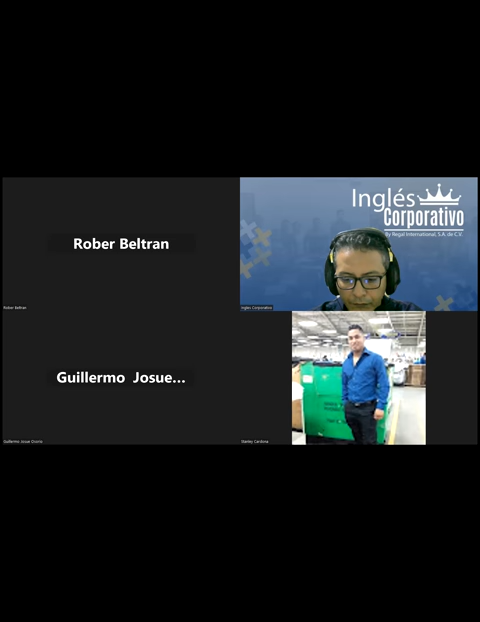 Rober Beltran
Rober Beltran
Inglés
Corporativo
By Regal International, S.A. de C.V.
Inglés Corporativo
Guillermo Josue...
Guillermo Josue Osorio
Stanley Cardona